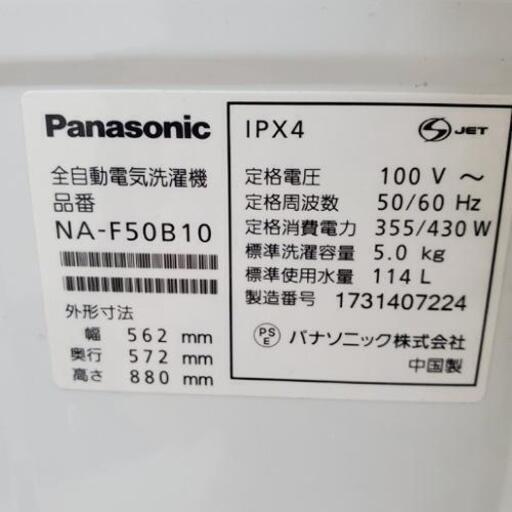 Panasonic
全自動電気洗濯機
品番
NA-F50B10
外形寸法
幅 562 mm
奥行 572 mm
高さ 880 mm
IPX4
S JET
定格電圧 100 V ～
定格周波数 50/60 Hz
定格消費電力 355/430 W
標準洗濯容量 5.0 kg
標準使用水量 114 L
製造番号 1731407224
PS E パナソニック株式会社
中国製